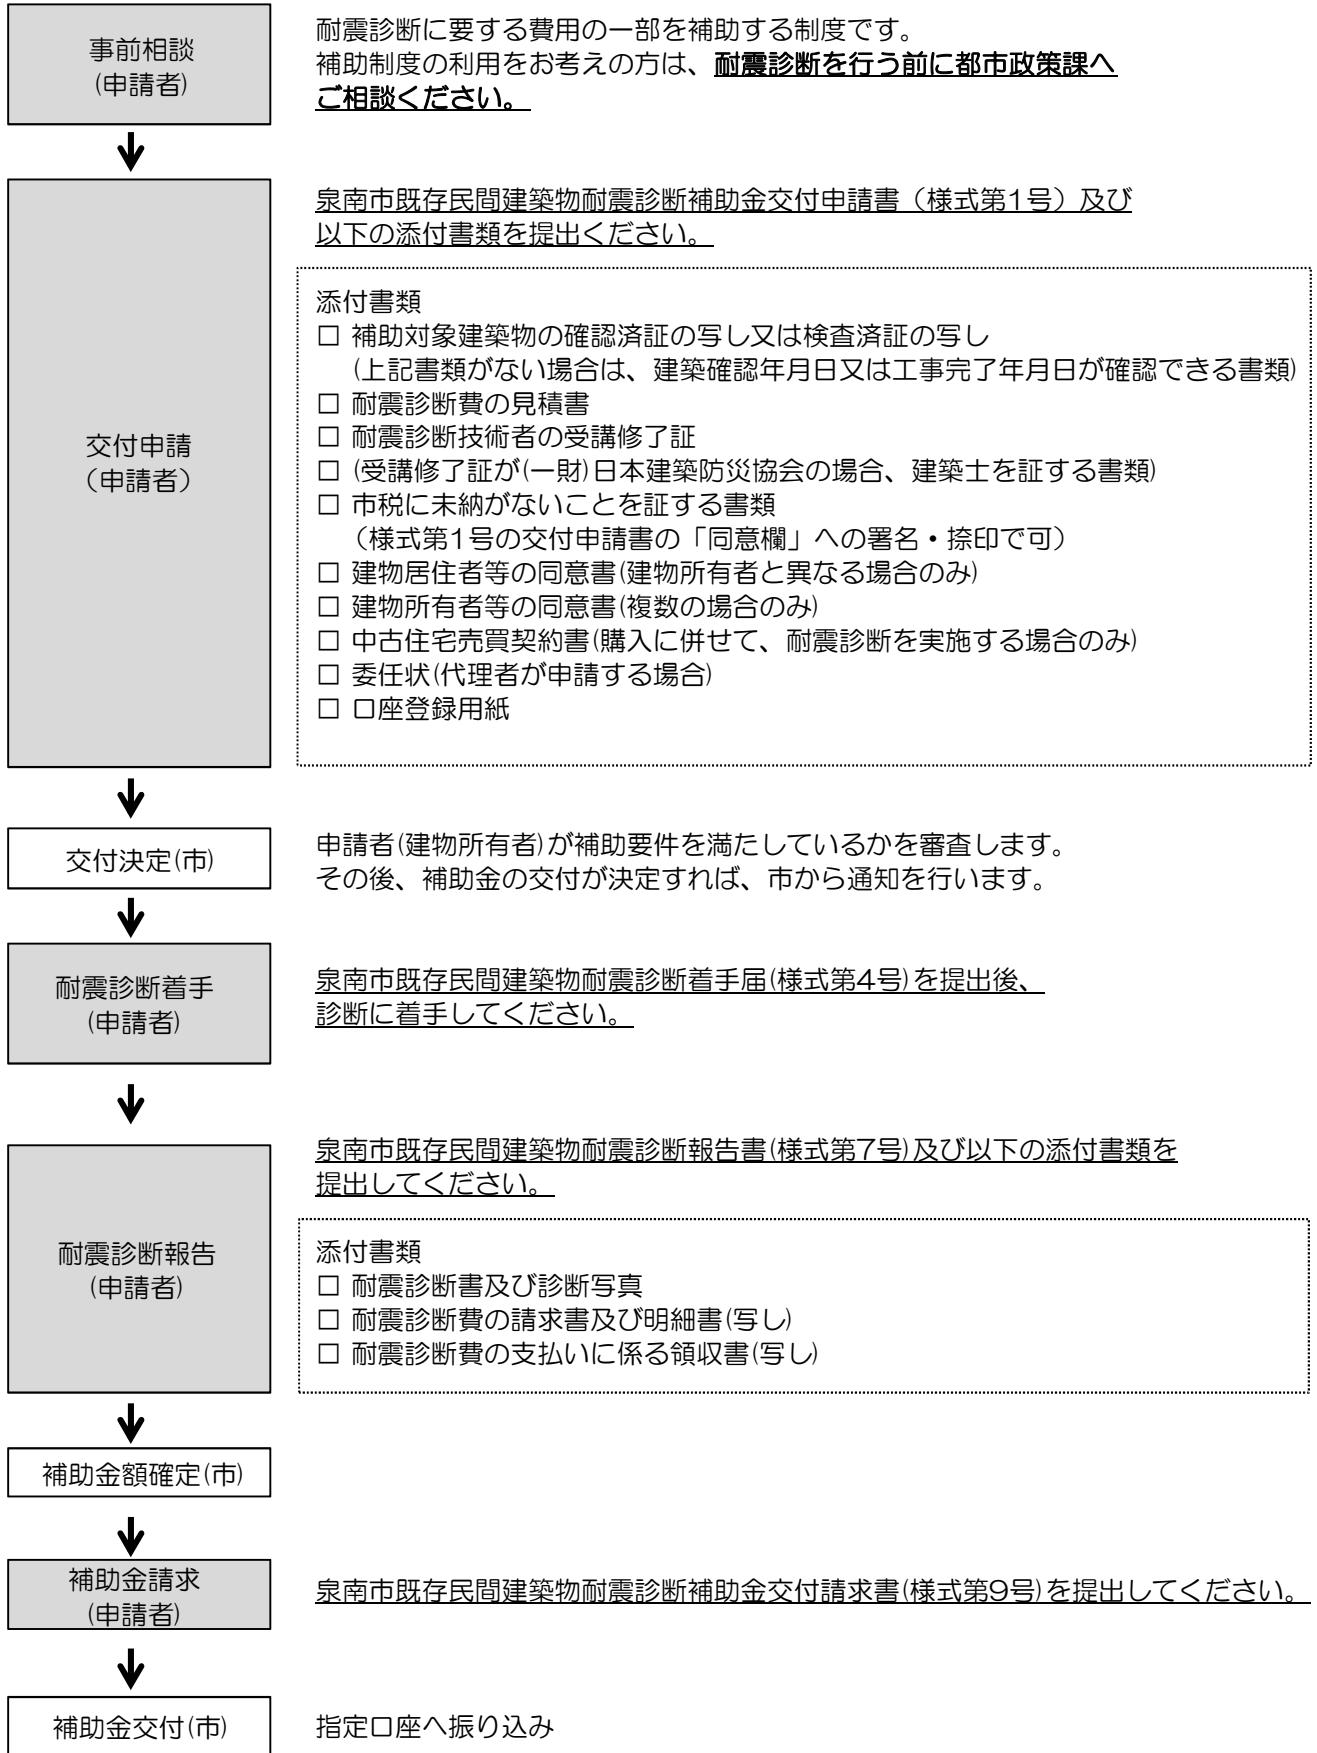 事前相談
(申請者)
耐震診断に要する費用の一部を補助する制度です。
補助制度の利用をお考えの方は、耐震診断を行う前に都市政策課へ
ご相談ください。
交付申請
（申請者）
泉南市既存民間建築物耐震診断補助金交付申請書（様式第1号）及び
以下の添付書類を提出ください。
添付書類
□ 補助対象建築物の確認済証の写し又は検査済証の写し
(上記書類がない場合は、建築確認年月日又は工事完了年月日が確認できる書類)
□ 耐震診断費の見積書
□ 耐震診断技術者の受講修了証
□ (受講修了証が(一財)日本建築防災協会の場合、建築士を証する書類)
□ 市税に未納がないことを証する書類
（様式第1号の交付申請書の「同意欄」への署名・捺印で可）
□ 建物居住者等の同意書(建物所有者と異なる場合のみ)
□ 建物所有者等の同意書(複数の場合のみ)
□ 中古住宅売買契約書(購入に併せて、耐震診断を実施する場合のみ)
□ 委任状(代理者が申請する場合)
□ 口座登録用紙
交付決定(市)
申請者(建物所有者)が補助要件を満たしているかを審査します。
その後、補助金の交付が決定すれば、市から通知を行います。
耐震診断着手
(申請者)
泉南市既存民間建築物耐震診断着手届(様式第4号)を提出後、
診断に着手してください。
耐震診断報告
(申請者)
泉南市既存民間建築物耐震診断報告書(様式第7号)及び以下の添付書類を
提出してください。
添付書類
□ 耐震診断書及び診断写真
□ 耐震診断費の請求書及び明細書(写し)
□ 耐震診断費の支払いに係る領収書(写し)
補助金額確定(市)
補助金請求
(申請者)
泉南市既存民間建築物耐震診断補助金交付請求書(様式第9号)を提出してください。
補助金交付(市)
指定口座へ振り込み